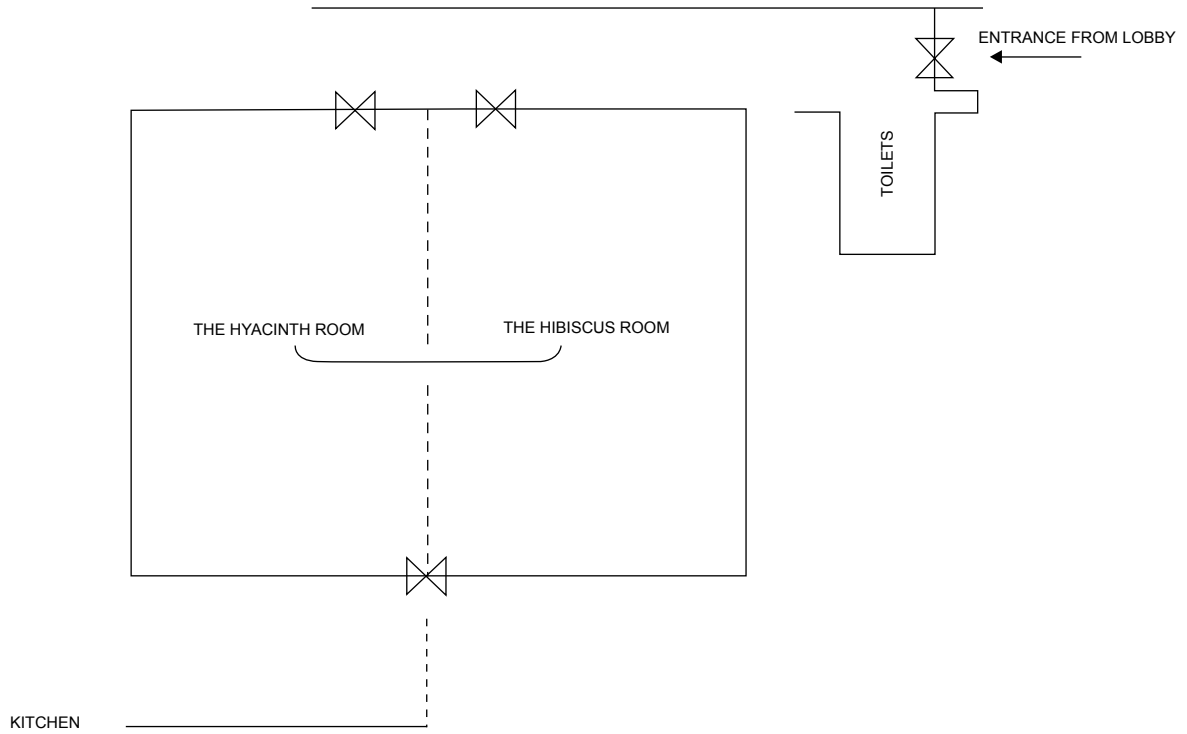 ENTRANCE FROM LOBBY
TOILETS
THE HYACINTH ROOM
THE HIBISCUS ROOM
KITCHEN